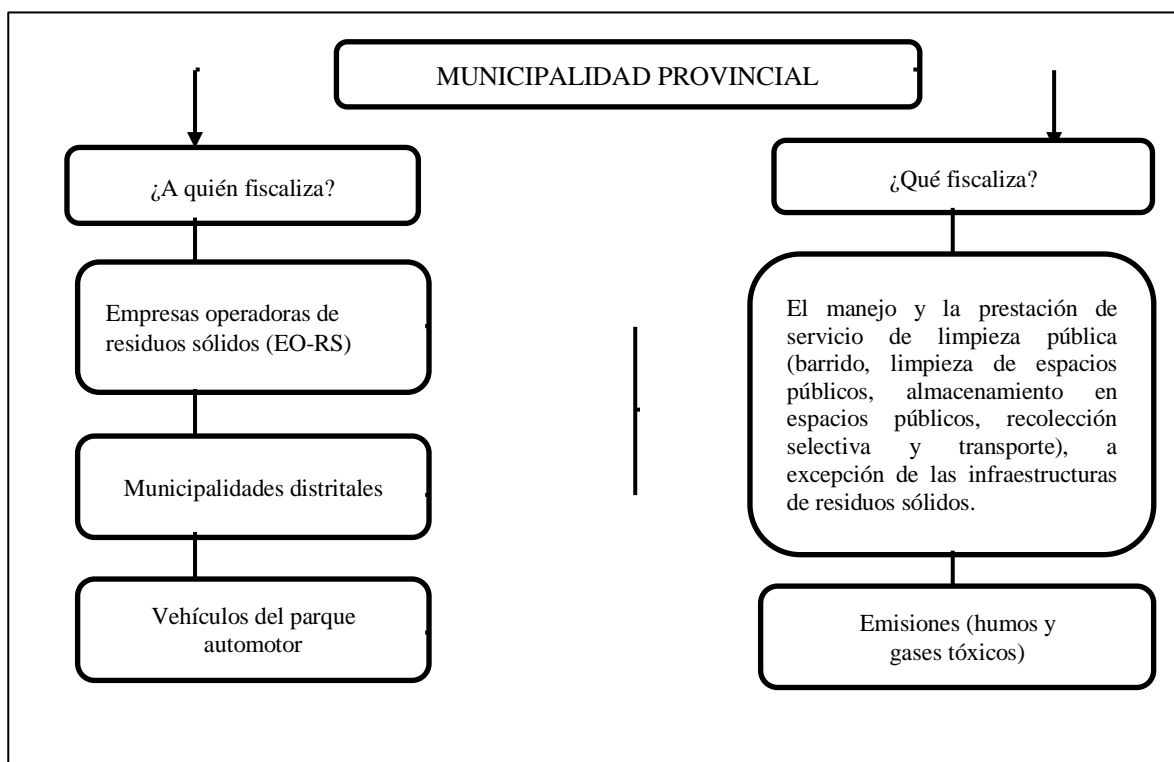 MUNICIPALIDAD PROVINCIAL
¿A quién fiscaliza?
Empresas operadoras de
residuos sólidos (EO-RS)
Municipalidades distritales
Vehículos del parque
automotor
¿Qué fiscaliza?
El manejo y la prestación de
servicio de limpieza pública
(barrido, limpieza de espacios
públicos, almacenamiento en
espacios públicos, recolección
selectiva y transporte), a
excepción de las infraestructuras
de residuos sólidos.
Emisiones (humos y
gases tóxicos)